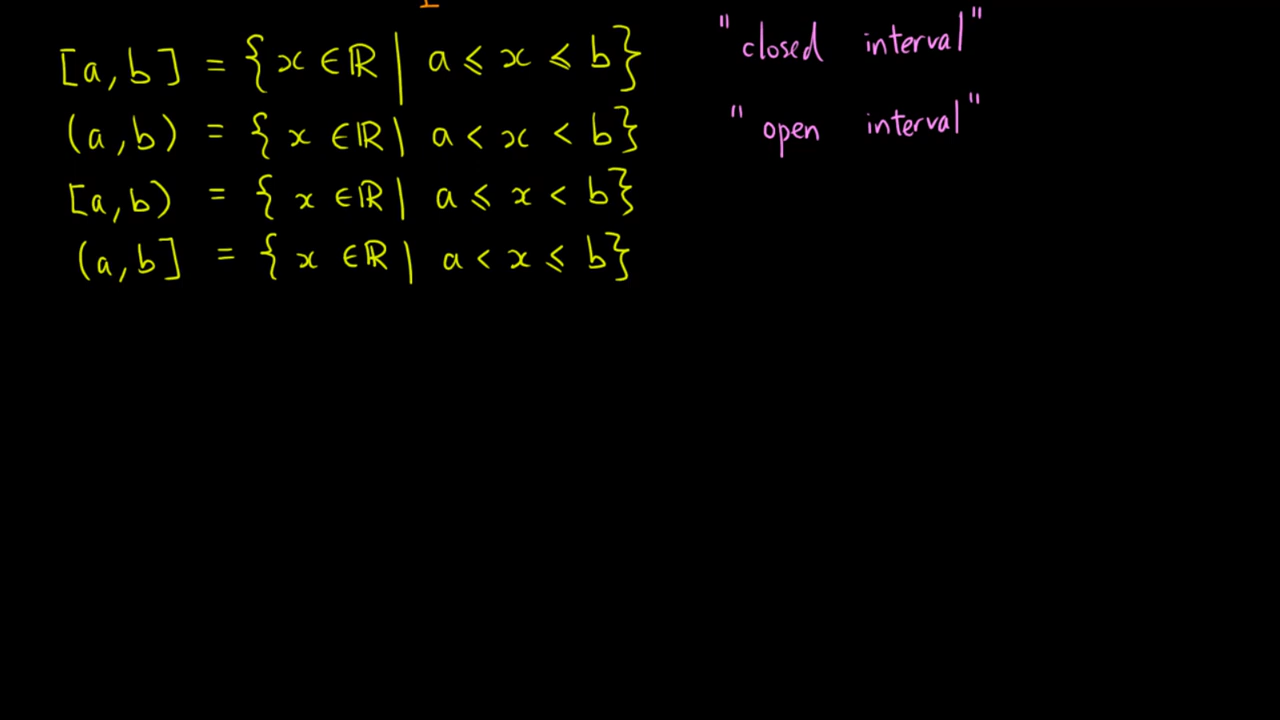 [a, b] = { x ∈ ℝ | a ⩽ x ⩽ b } "closed interval"
(a, b) = { x ∈ ℝ | a < x < b } "open interval"
[a, b) = { x ∈ ℝ | a ⩽ x < b }
(a, b] = { x ∈ ℝ | a < x ⩽ b }